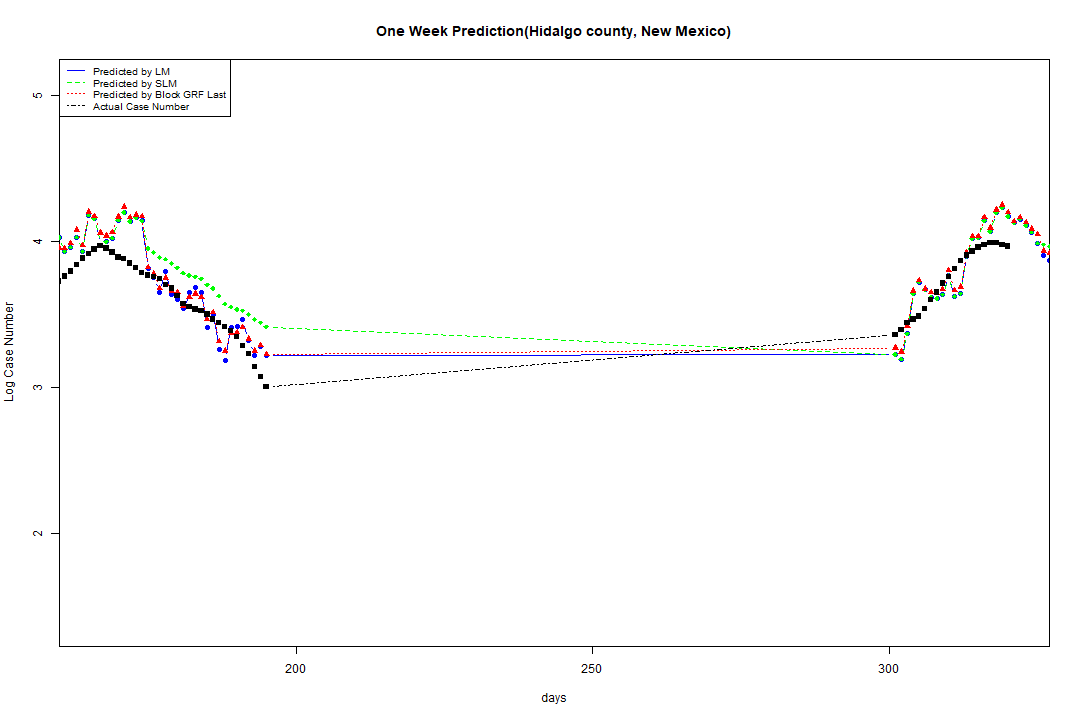 One Week Prediction(Hidalgo county, New Mexico)
Predicted by LM
Predicted by SLM
Predicted by Block GRF Last
Actual Case Number
5
4
3
2
Log Case Number
200 250 300
days